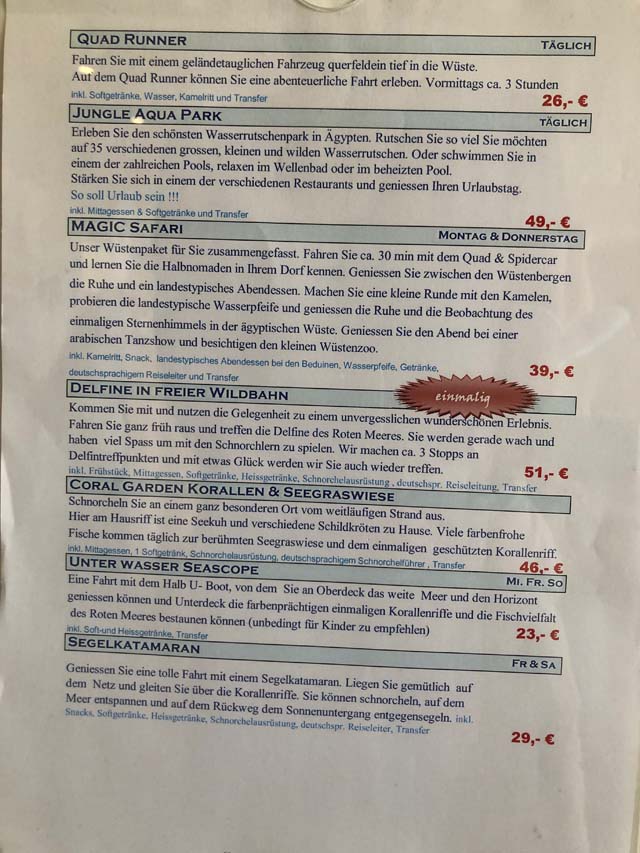 QUAD RUNNER TÄGLICH
Fahren Sie mit einem geländetauglichen Fahrzeug querfeldein tief in die Wüste.
Auf dem Quad Runner können Sie eine abenteuerliche Fahrt erleben. Vormittags ca. 3 Stunden
inkl. Softgetränke, Wasser, Kamelritt und Transfer 26,- €
JUNGLE AQUA PARK TÄGLICH
Erleben Sie den schönsten Wasserrutschenpark in Ägypten. Rutschen Sie so viel Sie möchten
auf 35 verschiedenen grossen, kleinen und wilden Wasserrutschen. Oder schwimmen Sie in
einem der zahlreichen Pools, relaxen im Wellenbad oder im beheizten Pool.
Stärken Sie sich in einem der verschiedenen Restaurants und geniessen Ihren Urlaubstag.
So soll Urlaub sein !!!
inkl. Mittagessen & Softgetränke und Transfer 49,- €
MAGIC SAFARI MONTAG & DONNERSTAG
Unser Wüstenpaket für Sie zusammengefasst. Fahren Sie ca. 30 min mit dem Quad & Spidercar
und lernen Sie die Halbnomaden in Ihrem Dorf kennen. Geniessen Sie zwischen den Wüstenbergen
die Ruhe und ein landestypisches Abendessen. Machen Sie eine kleine Runde mit den Kamelen,
probieren die landestypische Wasserpfeife und geniessen die Ruhe und die Beobachtung des
einmaligen Sternenhimmels in der ägyptischen Wüste. Geniessen Sie den Abend bei einer
arabischen Tanzshow und besichtigen den kleinen Wüstenzoo.
inkl. Kamelritt, Snack, landestypisches Abendessen bei den Beduinen, Wasserpfeife, Getränke,
deutschsprachigem Reiseleiter und Transfer 39,- €
DELFINE IN FREIER WILDBAHN einmalig
Kommen Sie mit und nutzen die Gelegenheit zu einem unvergesslichen wunderschönen Erlebnis.
Fahren Sie ganz früh raus und treffen die Delfine des Roten Meeres. Sie werden gerade wach und
haben viel Spass um mit den Schnorchlern zu spielen. Wir machen ca. 3 Stopps an
Delfintreffpunkten und mit etwas Glück werden wir Sie auch wieder treffen. 51,- €
inkl. Frühstück, Mittagessen, Softgetränke, Heissgetränke, Schnorchelausrüstung , deutschspr. Reiseleitung, Transfer
CORAL GARDEN KORALLEN & SEEGRASWIESE
Schnorcheln Sie an einem ganz besonderen Ort vom weitläufigen Strand aus.
Hier am Hausriff ist eine Seekuh und verschiedene Schildkröten zu Hause. Viele farbenfrohe
Fische kommen täglich zur berühmten Seegraswiese und dem einmaligen geschützten Korallenriff.
inkl. Mittagessen, 1 Softgetränk, Schnorchelausrüstung, deutschsprachigem Schnorchelführer , Transfer 46,- €
UNTER WASSER SEASCOPE MI. FR. SO
Eine Fahrt mit dem Halb U- Boot, von dem Sie an Oberdeck das weite Meer und den Horizont
geniessen können und Unterdeck die farbenprächtigen einmaligen Korallenriffe und die Fischvielfalt
des Roten Meeres bestaunen können (unbedingt für Kinder zu empfehlen)
inkl. Soft-und Heissgetränke, Transfer 23,- €
SEGELKATAMARAN FR & SA
Geniessen Sie eine tolle Fahrt mit einem Segelkatamaran. Liegen Sie gemütlich auf
dem Netz und gleiten Sie über die Korallenriffe. Sie können schnorcheln, auf dem
Meer entspannen und auf dem Rückweg dem Sonnenuntergang entgegensegeln. inkl.
Snacks, Softgetränke, Heissgetränke, Schnorchelausrüstung, deutschspr. Reiseleiter, Transfer
29,- €